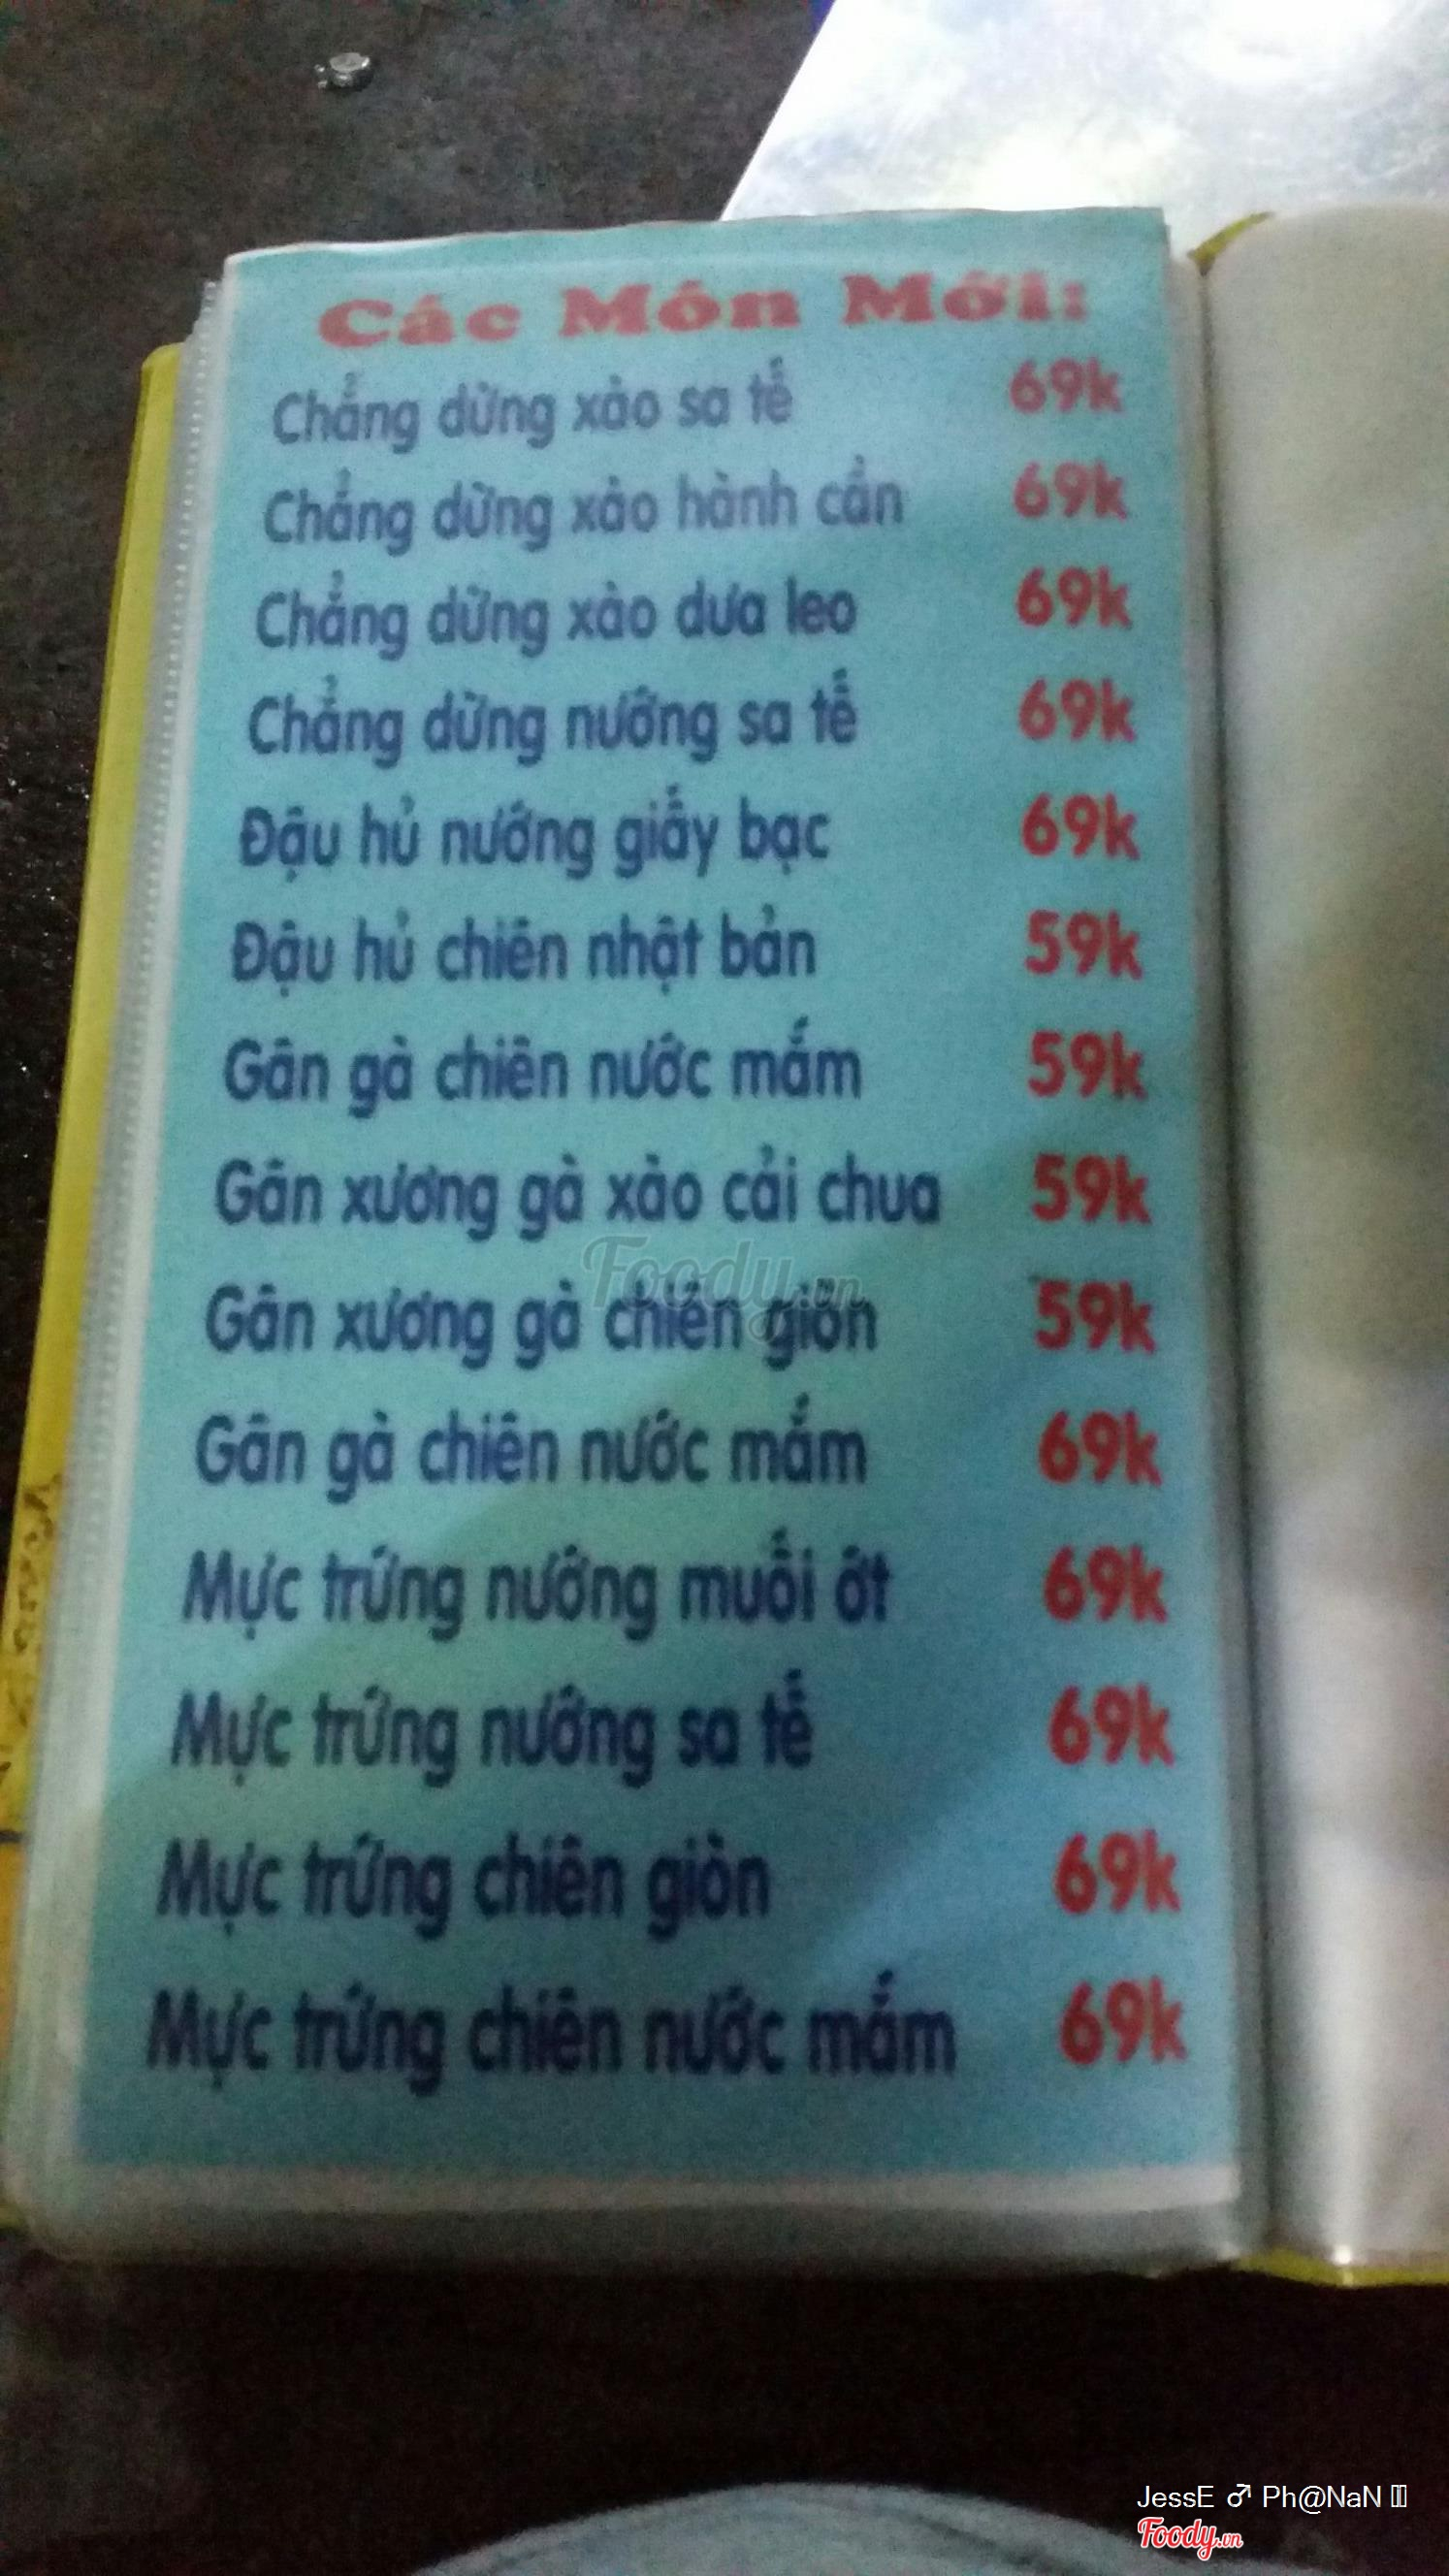 Các Món Mới:
Chẳng dừng xào sa tế 69k
Chẳng dừng xào hành cần 69k
Chẳng dừng xào dưa leo 69k
Chẳng dừng nướng sa tế 69k
Đậu hủ nướng giấy bạc 69k
Đậu hủ chiên nhật bản 59k
Gân gà chiên nước mắm 59k
Gân xương gà xào cải chua 59k
Gân xương gà chiên giòn 59k
Gân gà chiên nước mắm 69k
Mực trứng nướng muối ớt 69k
Mực trứng nướng sa tế 69k
Mực trứng chiên giòn 69k
Mực trứng chiên nước mắm 69k
Foody.vn
JessE ♂ Ph@NaN
Foody.vn